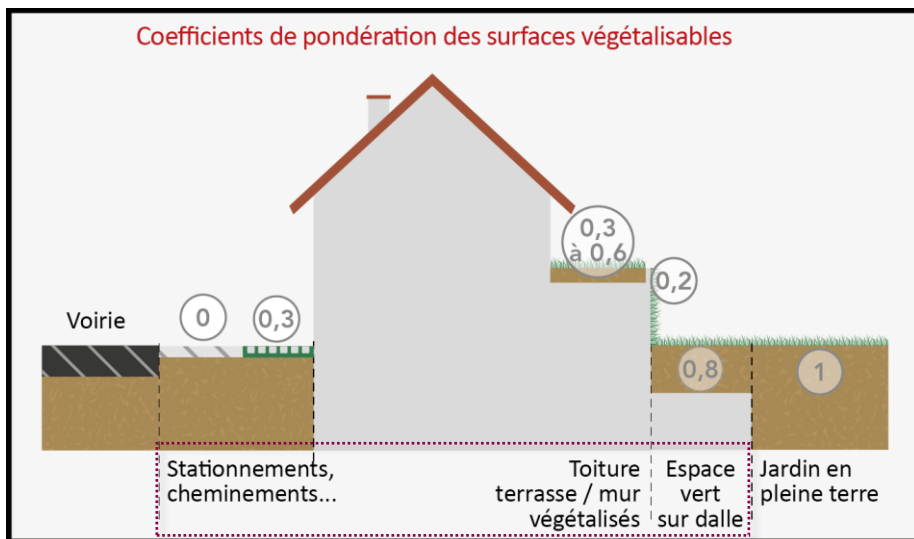 Coefficients de pondération des surfaces végétalisables
0,3
à 0,6
0,2
Voirie
0
0,3
0,8
1
Stationnements,
cheminements...
Toiture
terrasse / mur
végétalisés
Espace
vert
sur dalle
Jardin en
pleine terre